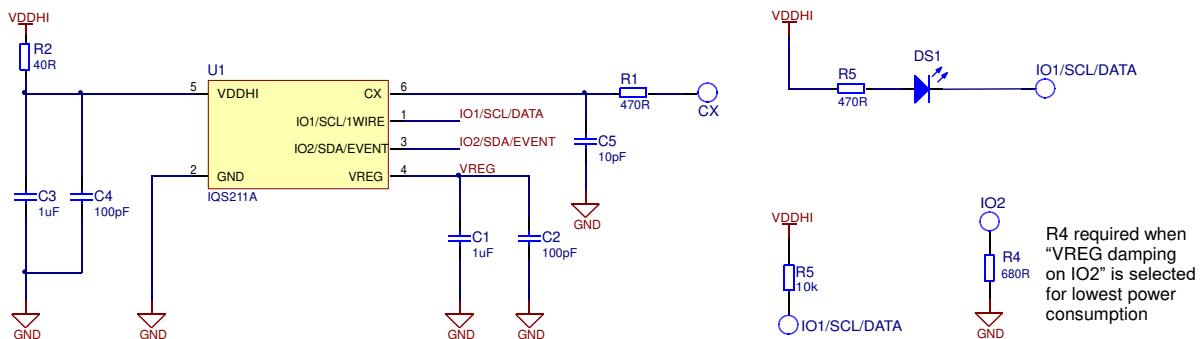 VDDHI
R2
40R
U1
5
VDDHI
CX
6
IO1/SCL/1WIRE
1
IO1/SCL/DATA
IO2/SDA/EVENT
3
IO2/SDA/EVENT
2
GND
VREG
4
VREG
IQS211A
C3
1uF
C4
100pF
C1
1uF
C2
100pF
R1
470R
CX
C5
10pF
GND
GND
GND
GND
GND
VDDHI
R5
470R
DS1
IO1/SCL/DATA
VDDHI
R5
10k
IO1/SCL/DATA
IO2
R4
680R
GND
R4 required when
“VREG damping
on IO2” is selected
for lowest power
consumption